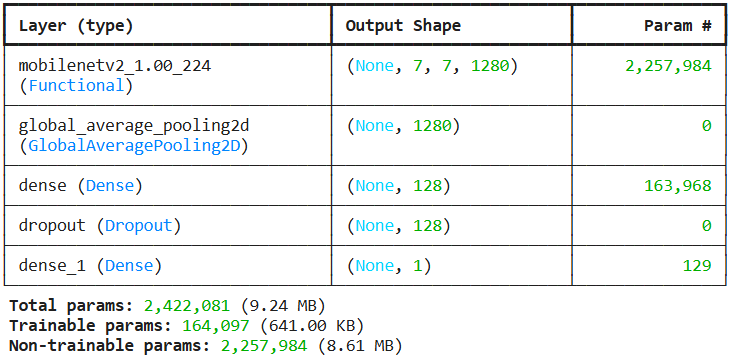 Layer (type) Output Shape Param #
mobilenetv2_1.00_224 (None, 7, 7, 1280) 2,257,984
(Functional)
global_average_pooling2d (None, 1280) 0
(GlobalAveragePooling2D)
dense (Dense) (None, 128) 163,968
dropout (Dropout) (None, 128) 0
dense_1 (Dense) (None, 1) 129
Total params: 2,422,081 (9.24 MB)
Trainable params: 164,097 (641.00 KB)
Non-trainable params: 2,257,984 (8.61 MB)